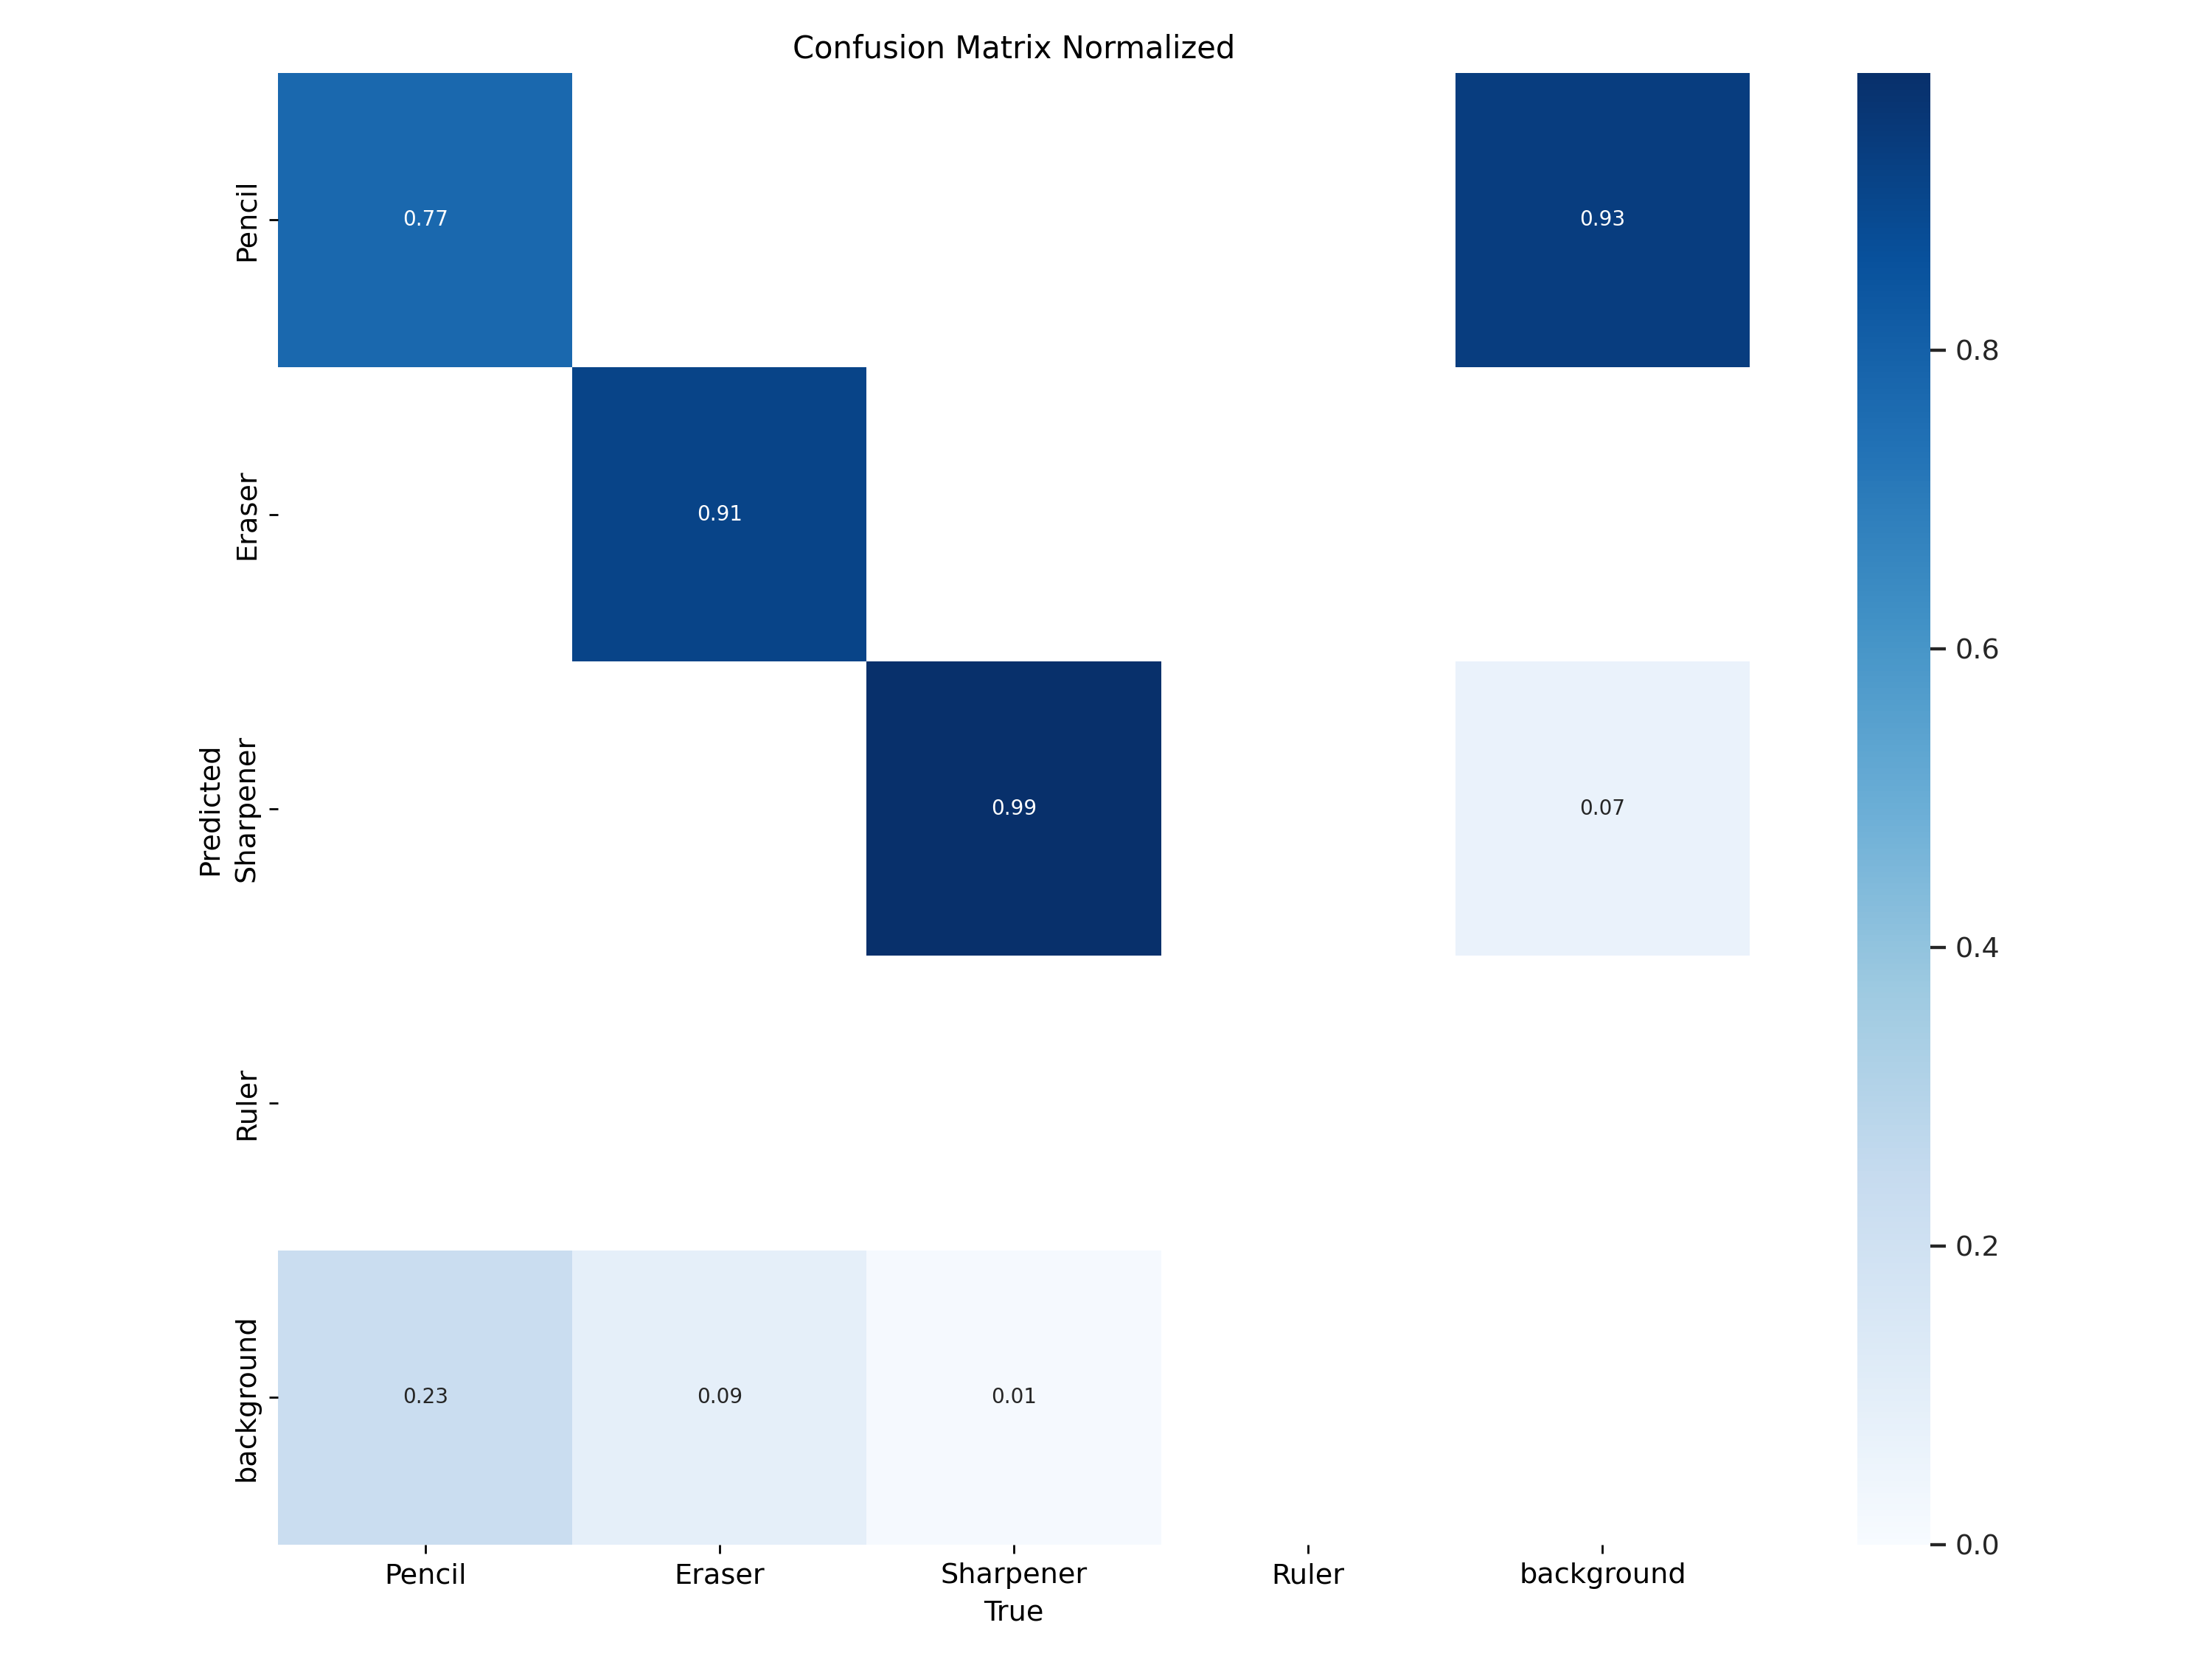 Confusion Matrix Normalized
Pencil
0.77
0.93
0.8
Eraser
0.91
0.6
Predicted
Sharpener
0.99
0.07
0.4
Ruler
0.2
background
0.23
0.09
0.01
0.0
Pencil
Eraser
Sharpener
Ruler
background
True